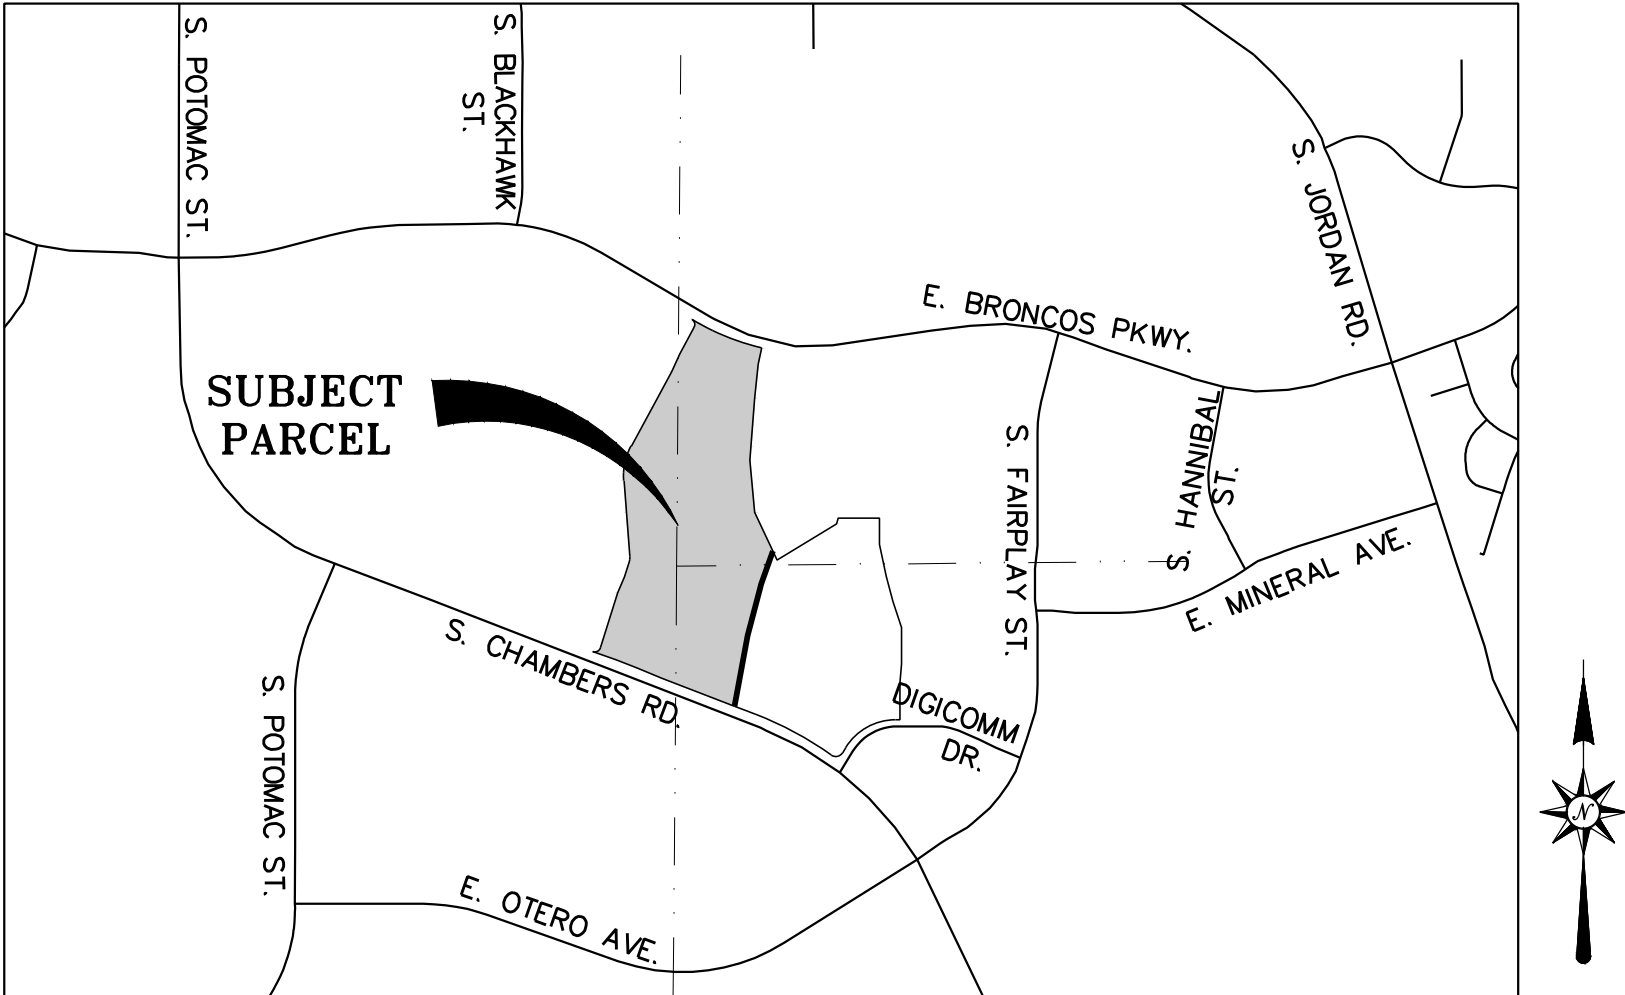 S. POTOMAC ST.
S. BLACKHAWK
ST.
S. JORDAN RD.
E. BRONCOS PKWY.
SUBJECT
PARCEL
S. HANNIBAL
ST.
S. FAIRPLAY ST.
E. MINERAL AVE.
S. CHAMBERS RD.
S. POTOMAC ST.
DIGICOMM
DR.
N
E. OTERO AVE.